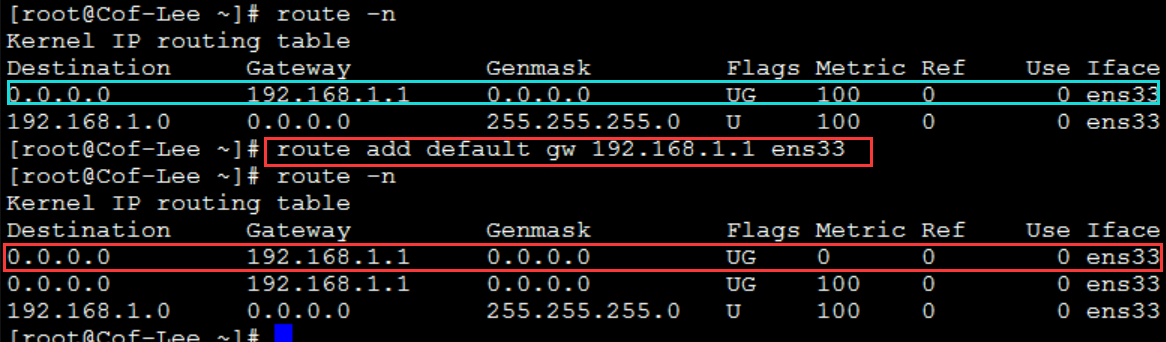 [root@Cof-Lee ~]# route -n
Kernel IP routing table
Destination     Gateway         Genmask         Flags Metric Ref    Use Iface
0.0.0.0         192.168.1.1     0.0.0.0         UG    100    0        0 ens33
192.168.1.0     0.0.0.0         255.255.255.0   U     100    0        0 ens33
[root@Cof-Lee ~]# route add default gw 192.168.1.1 ens33
[root@Cof-Lee ~]# route -n
Kernel IP routing table
Destination     Gateway         Genmask         Flags Metric Ref    Use Iface
0.0.0.0         192.168.1.1     0.0.0.0         UG    0      0        0 ens33
0.0.0.0         192.168.1.1     0.0.0.0         UG    100    0        0 ens33
192.168.1.0     0.0.0.0         255.255.255.0   U     100    0        0 ens33
[root@Cof-Lee ~]#